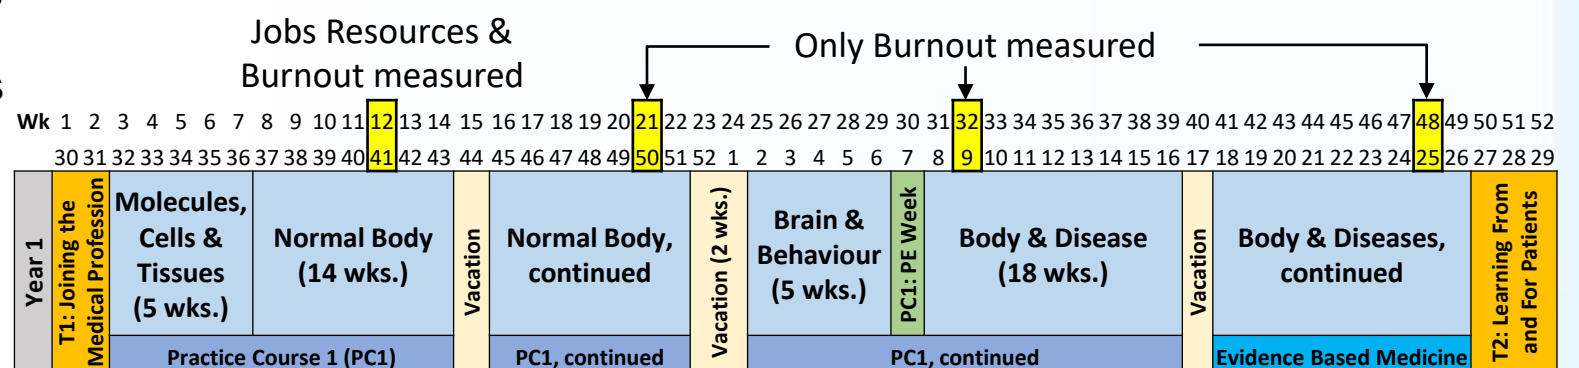 Jobs Resources &
Burnout measured
Only Burnout measured
Wk 1 2 3 4 5 6 7 8 9 10 11 12 13 14 15 16 17 18 19 20 21 22 23 24 25 26 27 28 29 30 31 32 33 34 35 36 37 38 39 40 41 42 43 44 45 46 47 48 49 50 51 52
30 31 32 33 34 35 36 37 38 39 40 41 42 43 44 45 46 47 48 49 50 51 52 1 2 3 4 5 6 7 8 9 10 11 12 13 14 15 16 17 18 19 20 21 22 23 24 25 26 27 28 29
Year 1
T1: Joining the
Medical Profession
Molecules,
Cells &
Tissues
(5 wks.)
Normal Body
(14 wks.)
Vacation
Normal Body,
continued
Vacation (2 wks.)
Brain &
Behaviour
(5 wks.)
PC1: PE Week
Body & Disease
(18 wks.)
Vacation
Body & Diseases,
continued
T2: Learning From
and For Patients
Practice Course 1 (PC1)
PC1, continued
PC1, continued
Evidence Based Medicine